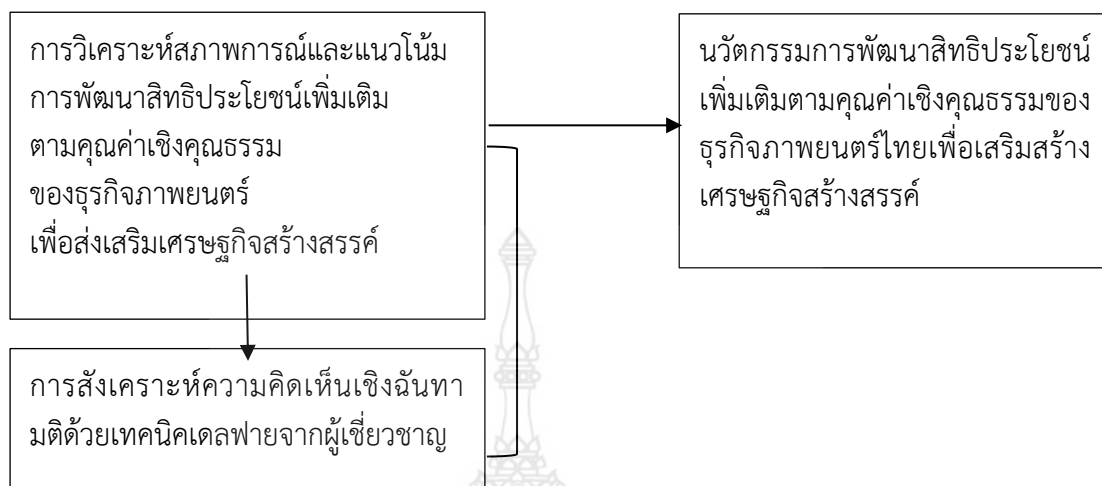 การวิเคราะห์สภาพการณ์และแนวโน้ม
การพัฒนาสิทธิประโยชน์เพิ่มเติม
ตามคุณค่าเชิงคุณธรรม
ของธุรกิจภาพยนตร์
เพื่อส่งเสริมเศรษฐกิจสร้างสรรค์
การสังเคราะห์ความคิดเห็นเชิงฉันทา
มติด้วยเทคนิคเดลฟายจากผู้เชี่ยวชาญ
นวัตกรรมการพัฒนาสิทธิประโยชน์
เพิ่มเติมตามคุณค่าเชิงคุณธรรมของ
ธุรกิจภาพยนตร์ไทยเพื่อเสริมสร้าง
เศรษฐกิจสร้างสรรค์